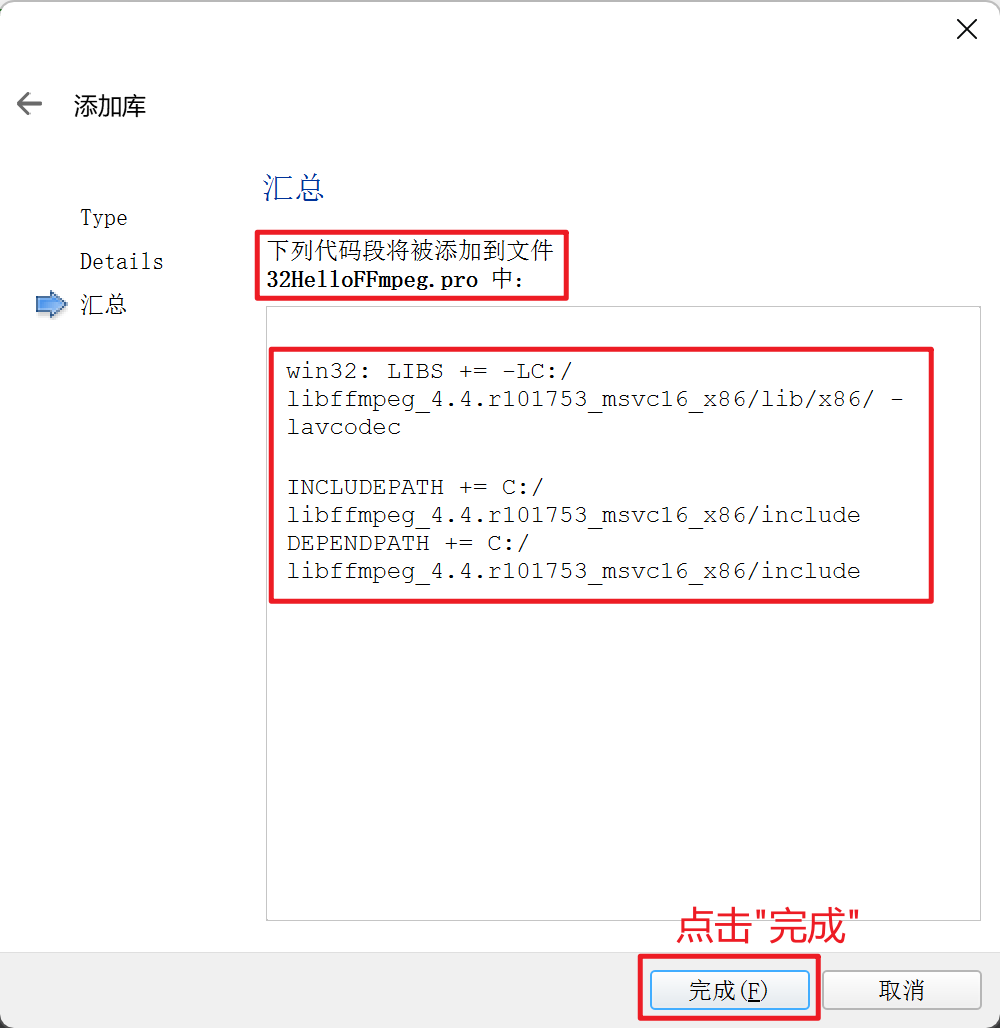 添加库
Type
Details
汇总
汇总
下列代码段将被添加到文件
32HelloFFmpeg.pro 中：
win32: LIBS += -LC:/
libffmpeg_4.4.r101753_msvc16_x86/lib/x86/ -
lavcodec
INCLUDEPATH += C:/
libffmpeg_4.4.r101753_msvc16_x86/include
DEPENDPATH += C:/
libffmpeg_4.4.r101753_msvc16_x86/include
点击"完成"
完成(F)
取消